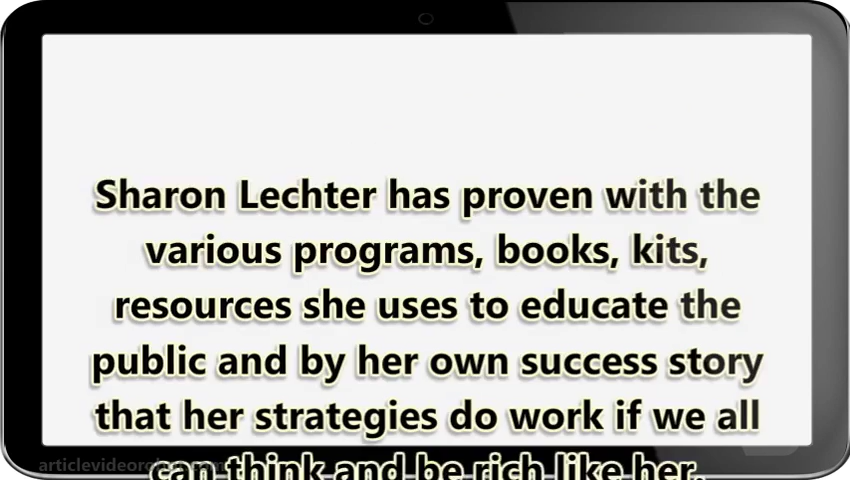 Sharon Lechter has proven with the
various programs, books, kits,
resources she uses to educate the
public and by her own success story
that her strategies do work if we all
can think and be rich like her.